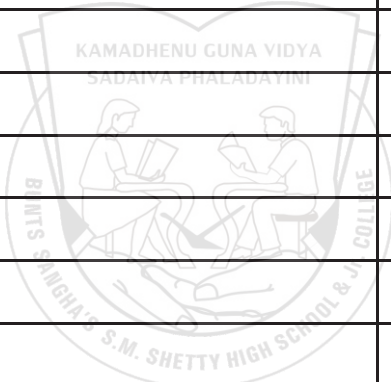 KAMADHENU GUNA VIDYA
SADAIVA PHALADAYINI
BUNTS SANGHA'S S.M. SHETTY HIGH SCHOOL & JR. COLLEGE